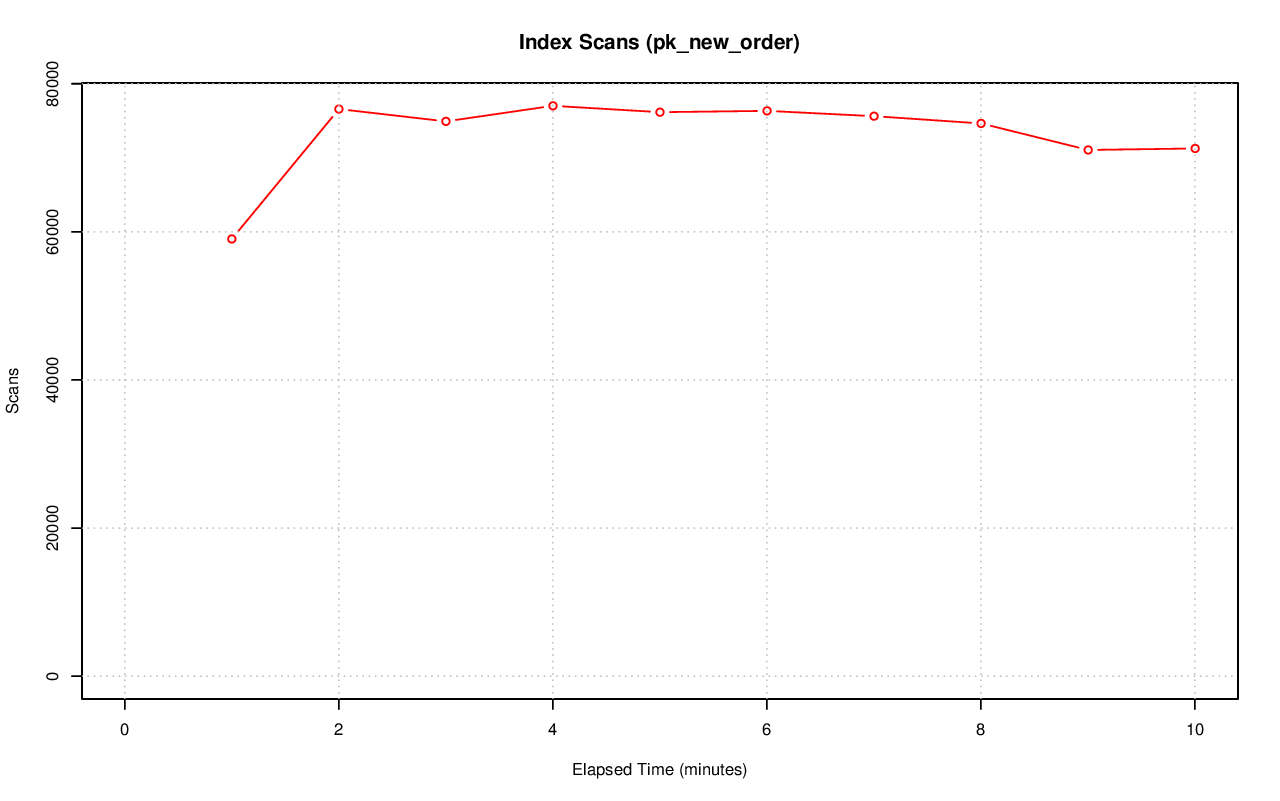 Index Scans (pk_new_order)
Scans
80000
60000
40000
20000
0
0 2 4 6 8 10
Elapsed Time (minutes)